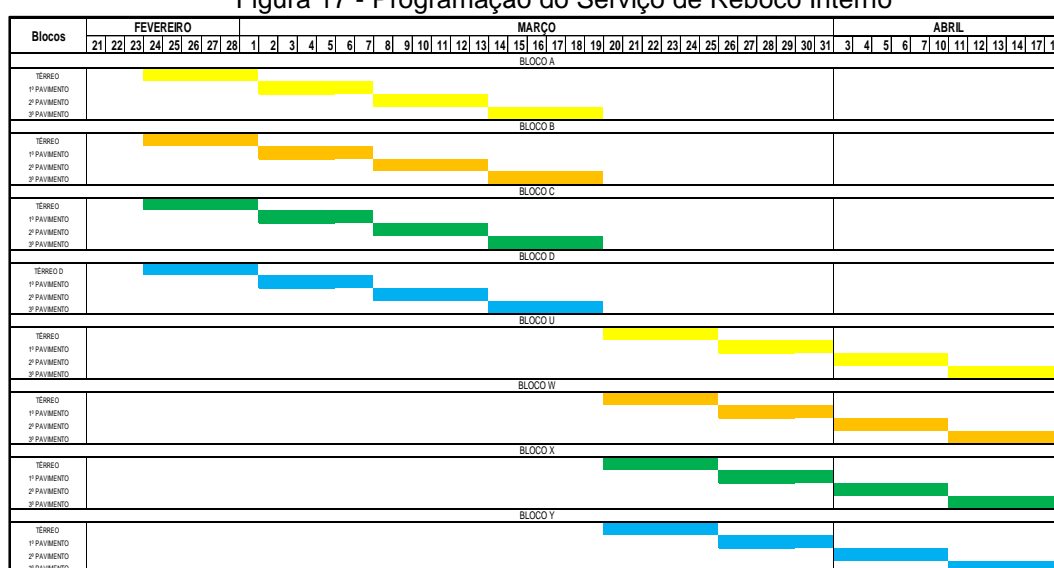 Figura 17 - Programação do Serviço de Reboco Interno
Blocos FEVEREIRO MARÇO ABRIL
21 22 23 24 25 26 27 28 1 2 3 4 5 6 7 8 9 10 11 12 13 14 15 16 17 18 19 20 21 22 23 24 25 26 27 28 29 30 31 3 4 5 6 7 10 11 12 13 14 17
BLOCO A
TÉRREO
1º PAVIMENTO
2º PAVIMENTO
3º PAVIMENTO
BLOCO B
TÉRREO
1º PAVIMENTO
2º PAVIMENTO
3º PAVIMENTO
BLOCO C
TÉRREO
1º PAVIMENTO
2º PAVIMENTO
3º PAVIMENTO
BLOCO D
TÉRREO D
1º PAVIMENTO
2º PAVIMENTO
3º PAVIMENTO
BLOCO U
TÉRREO
1º PAVIMENTO
2º PAVIMENTO
3º PAVIMENTO
BLOCO W
TÉRREO
1º PAVIMENTO
2º PAVIMENTO
3º PAVIMENTO
BLOCO X
TÉRREO
1º PAVIMENTO
2º PAVIMENTO
3º PAVIMENTO
BLOCO Y
TÉRREO
1º PAVIMENTO
2º PAVIMENTO
3º PAVIMENTO